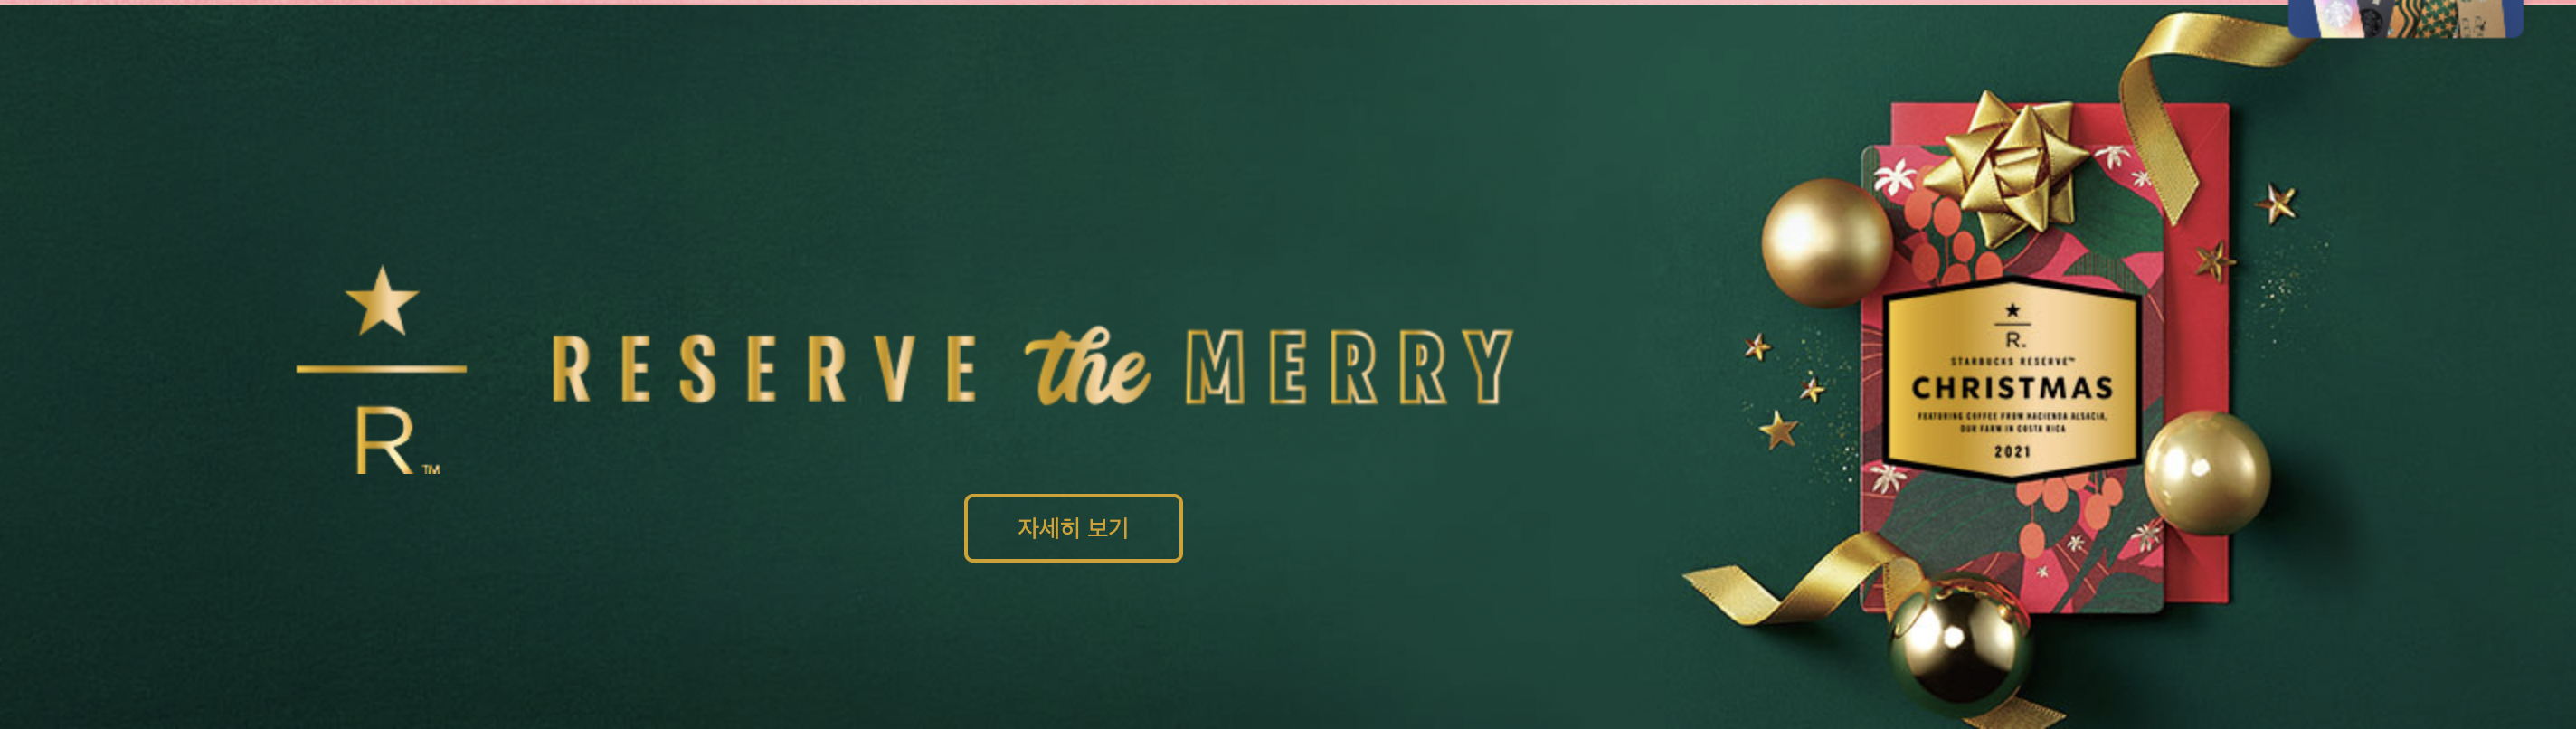 R™
RESERVE the MERRY
자세히 보기
R™
STARBUCKS RESERVE™
CHRISTMAS
FEATURING COFFEE FROM HACIENDA ALSACIA,
OUR FARM IN COSTA RICA
2021